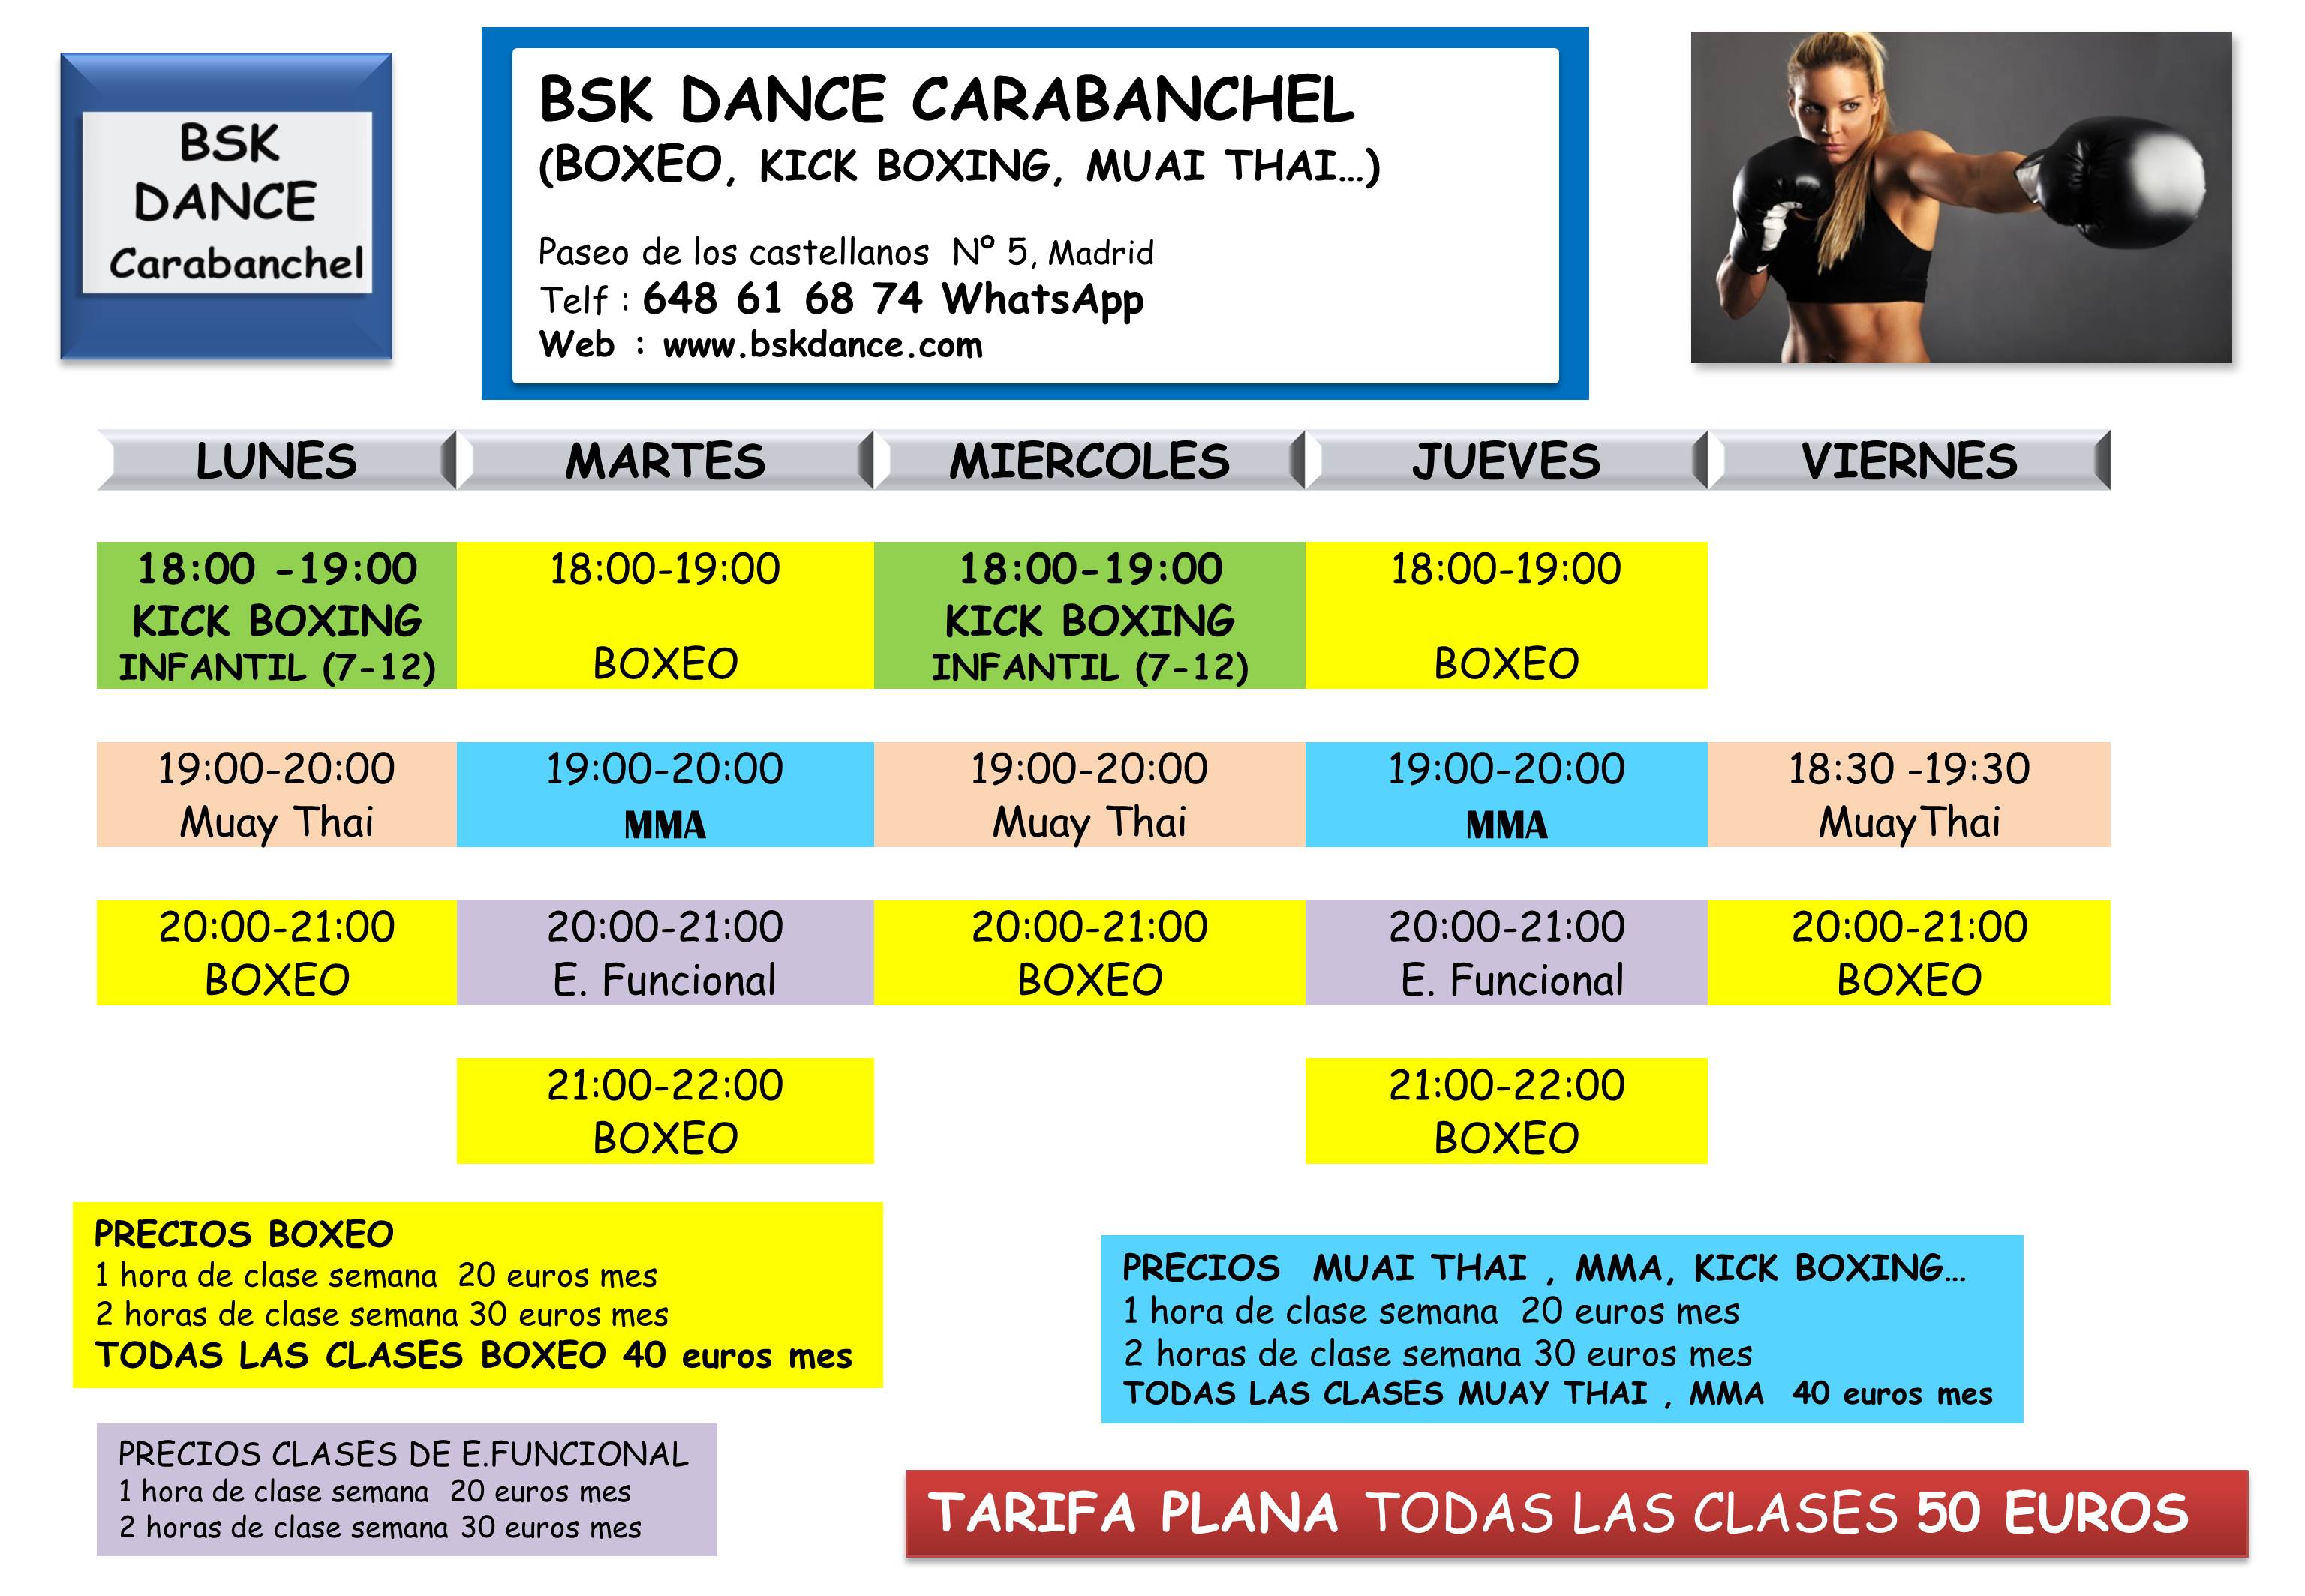 BSK
DANCE
Carabanchel
BSK DANCE CARABANCHEL
(BOXEO, KICK BOXING, MUAI THAI...)
Paseo de los castellanos Nº 5, Madrid
Telf : 648 61 68 74 WhatsApp
Web : www.bskdance.com
LUNES MARTES MIERCOLES JUEVES VIERNES
18:00 -19:00 18:00-19:00 18:00-19:00 18:00-19:00
KICK BOXING KICK BOXING
INFANTIL (7-12) BOXEO INFANTIL (7-12) BOXEO
19:00-20:00 19:00-20:00 19:00-20:00 19:00-20:00 18:30 -19:30
Muay Thai MMA Muay Thai MMA MuayThai
20:00-21:00 20:00-21:00 20:00-21:00 20:00-21:00 20:00-21:00
BOXEO E. Funcional BOXEO E. Funcional BOXEO
21:00-22:00 21:00-22:00
BOXEO BOXEO
PRECIOS BOXEO
1 hora de clase semana 20 euros mes
2 horas de clase semana 30 euros mes
TODAS LAS CLASES BOXEO 40 euros mes
PRECIOS MUAI THAI , MMA, KICK BOXING...
1 hora de clase semana 20 euros mes
2 horas de clase semana 30 euros mes
TODAS LAS CLASES MUAY THAI , MMA 40 euros mes
PRECIOS CLASES DE E.FUNCIONAL
1 hora de clase semana 20 euros mes
2 horas de clase semana 30 euros mes
TARIFA PLANA TODAS LAS CLASES 50 EUROS